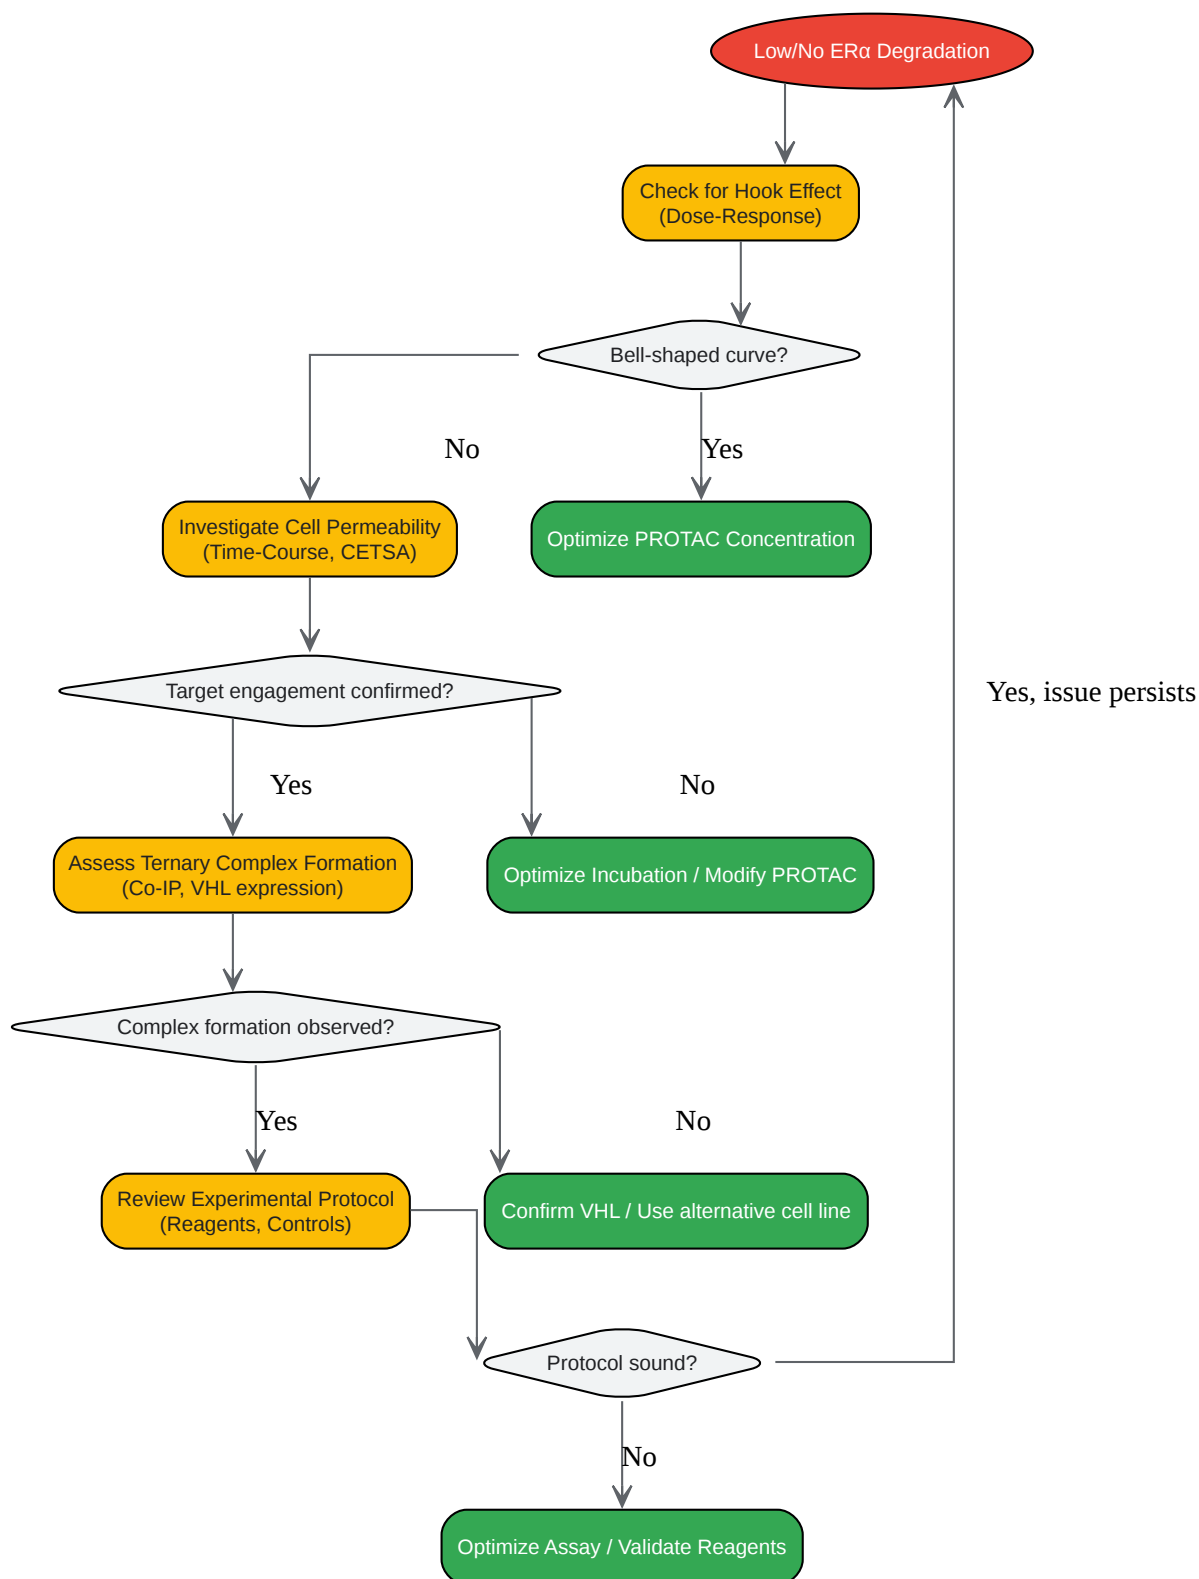 Low/No ERα Degradation
Check for Hook Effect
(Dose-Response)
Bell-shaped curve?
No
Yes
Investigate Cell Permeability
(Time-Course, CETSA)
Optimize PROTAC Concentration
Target engagement confirmed?
Yes, issue persists
Yes
No
Assess Ternary Complex Formation
(Co-IP, VHL expression)
Optimize Incubation / Modify PROTAC
Complex formation observed?
Yes
No
Review Experimental Protocol
(Reagents, Controls)
Confirm VHL / Use alternative cell line
Protocol sound?
No
Optimize Assay / Validate Reagents